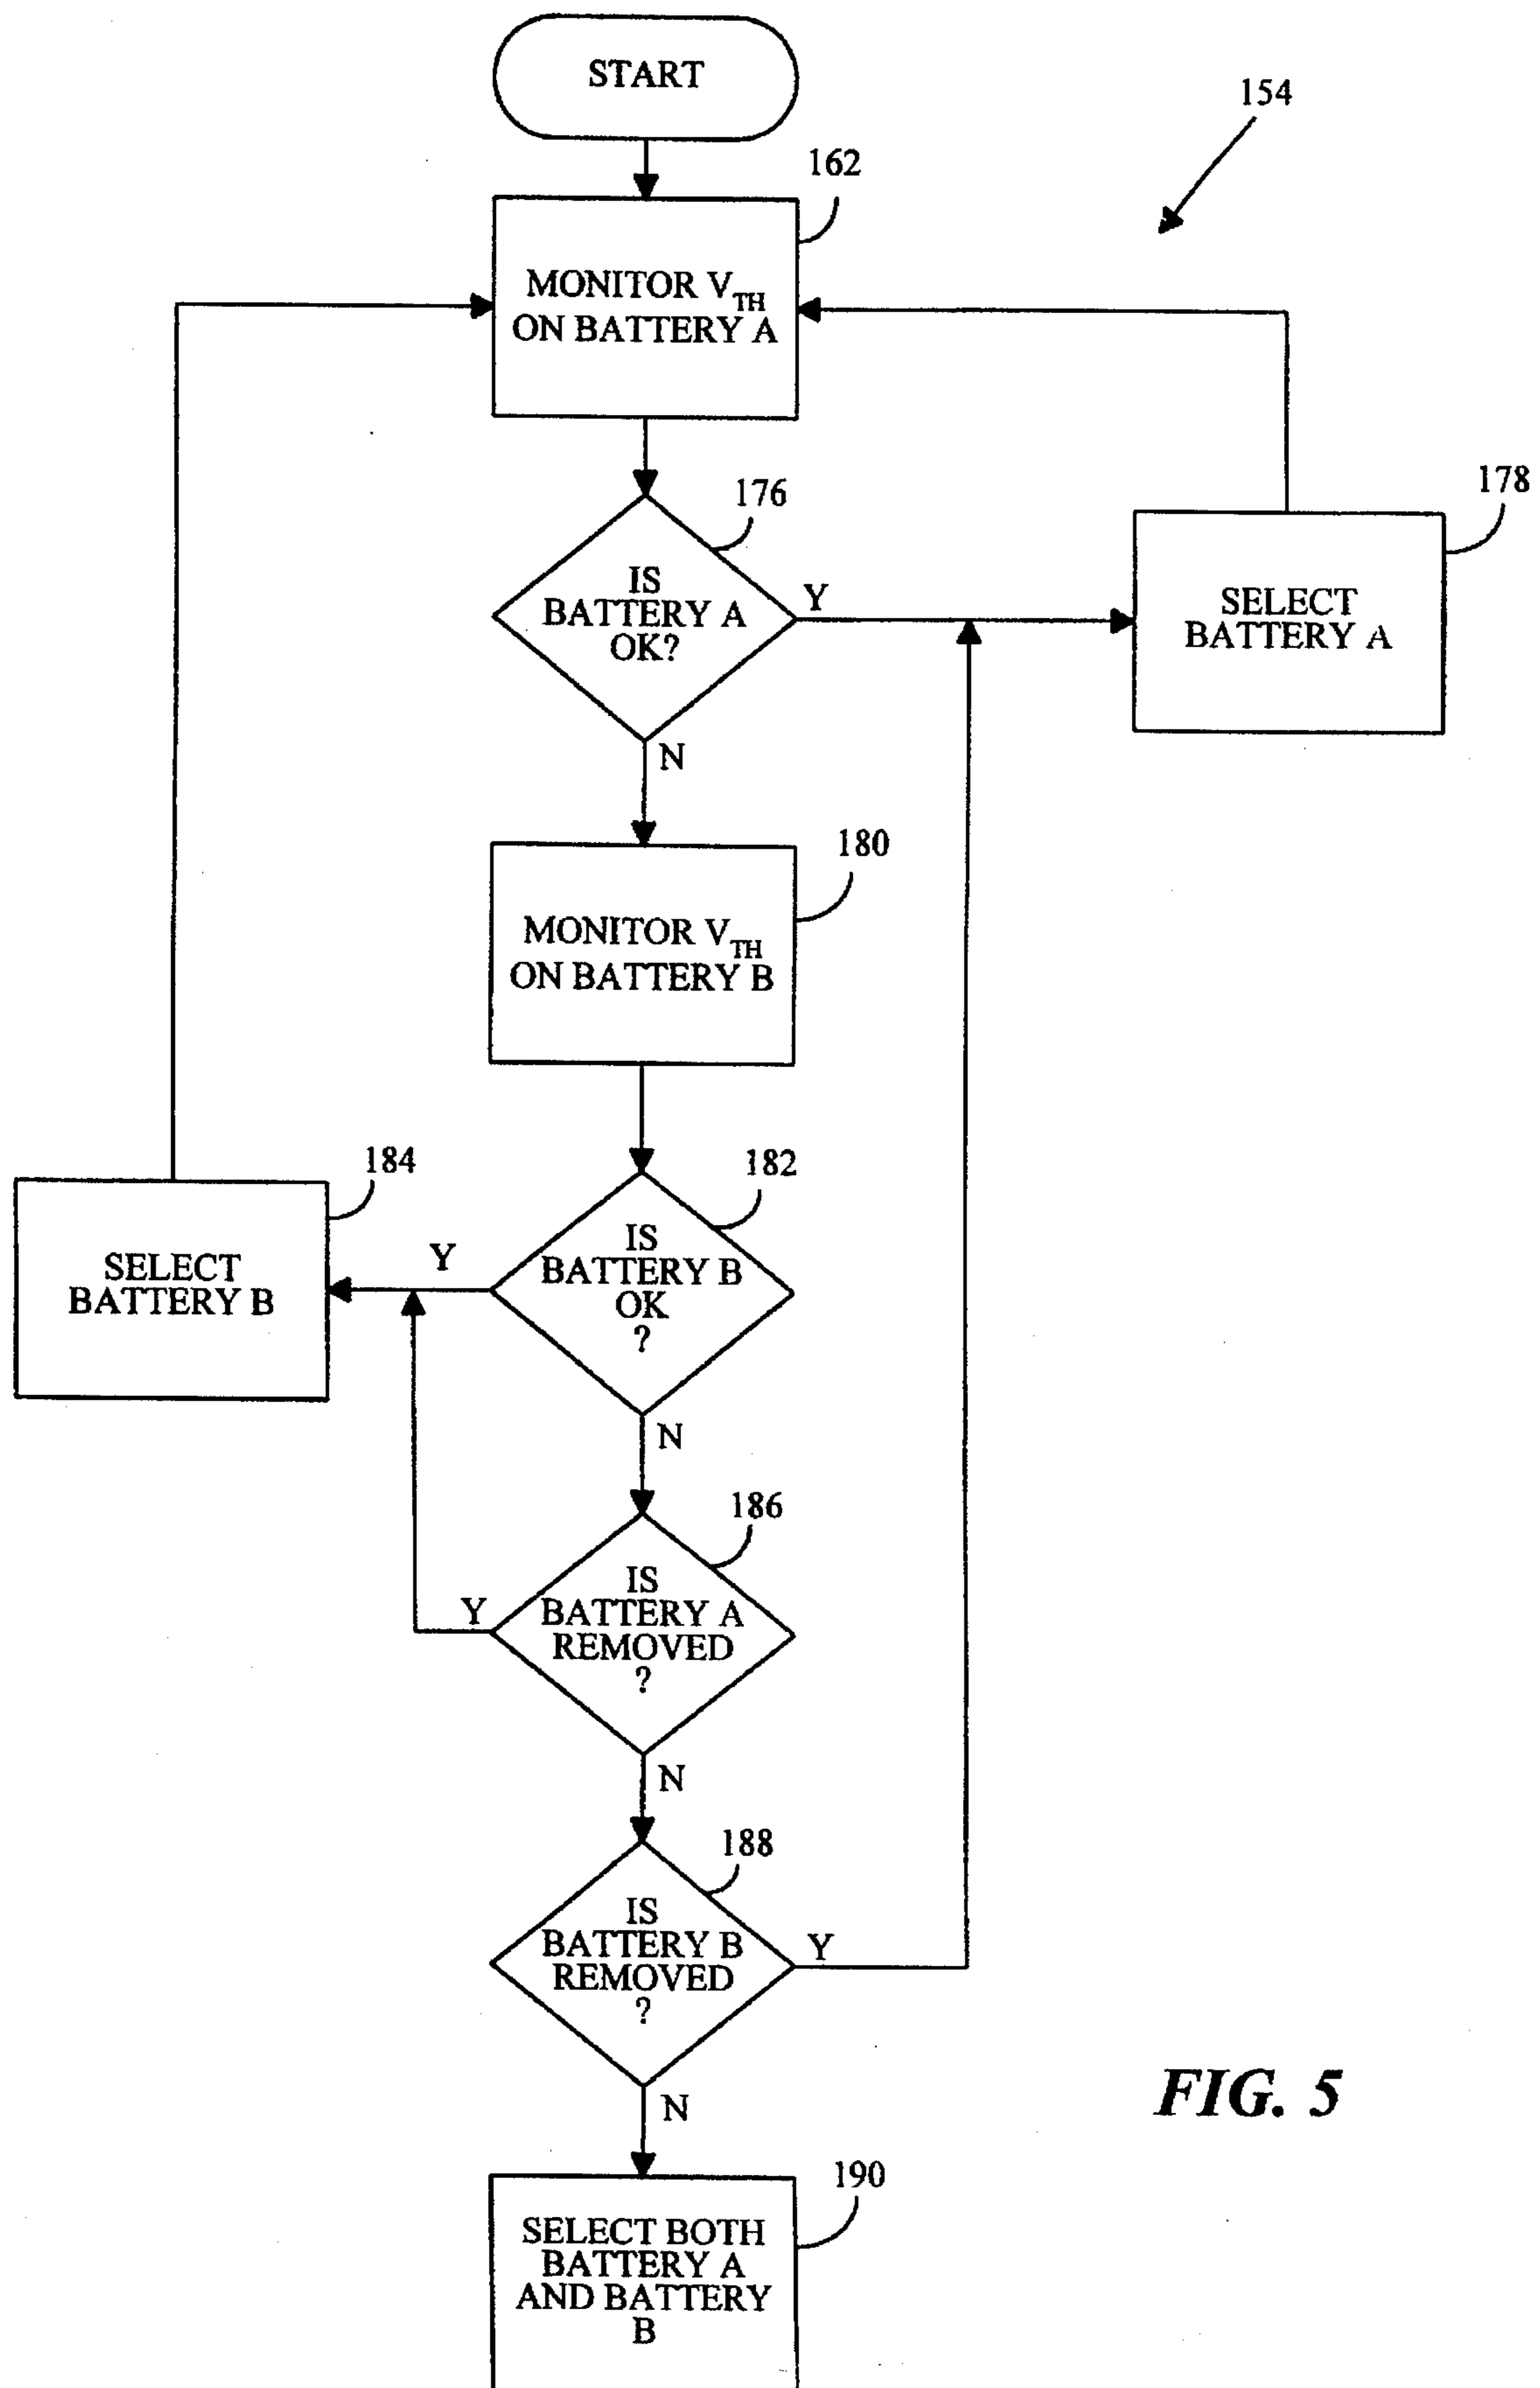 START
154
162
MONITOR VTH
ON BATTERY A
176
178
IS
BATTERY A
OK?
Y
SELECT
BATTERY A
N
180
MONITOR VTH
ON BATTERY B
184
182
SELECT
BATTERY B
Y
IS
BATTERY B
OK
?
N
186
IS
BATTERY A
REMOVED
?
Y
N
188
IS
BATTERY B
REMOVED
?
Y
N
FIG. 5
190
SELECT BOTH
BATTERY A
AND BATTERY
B